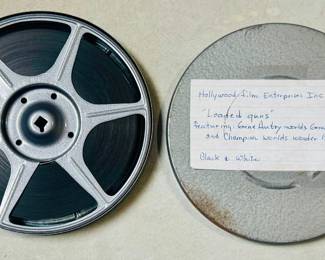 Hollywood film Enterprises Inc
"Loaded guns"
Featuring: Gene Autry worlds
and Champion worlds wonder
Black & White